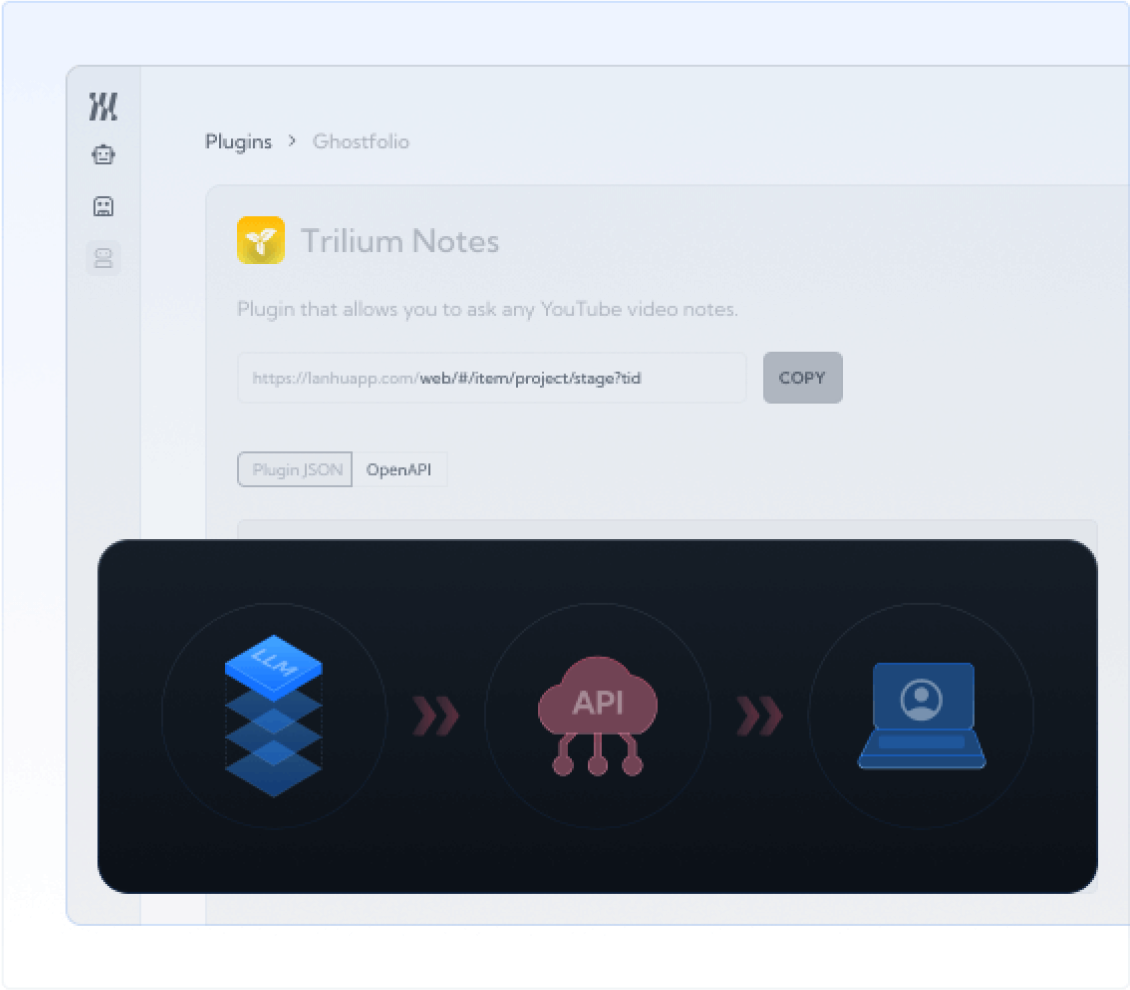 Plugins > Ghostfolio
Trilium Notes
Plugin that allows you to ask any YouTube video notes.
https://lanhuapp.com/web/#/item/project/stage?tid
COPY
Plugin JSON OpenAPI
LLM
API